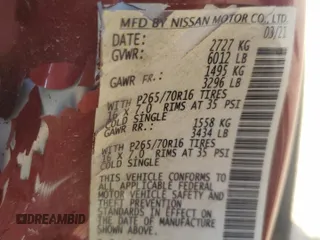 MFD BY NISSAN MOTOR CO., LTD.
DATE: 03/21
GVWR: 2727 KG
6012 LB
GAWR FR.: 1495 KG
3296 LB
WITH P265/70R16 TIRES
16 X 7.0 RIMS AT 35 PSI
COLD SINGLE
GAWR RR.: 1558 KG
3434 LB
WITH P265/70R16 TIRES
16 X 7.0 RIMS AT 35 PSI
COLD SINGLE
THIS VEHICLE CONFORMS TO
ALL APPLICABLE FEDERAL
MOTOR VEHICLE SAFETY AND
THEFT PREVENTION
STANDARDS IN EFFECT ON
THE DATE OF MANUFACTURE
SHOWN ABOVE.
DREAMBID